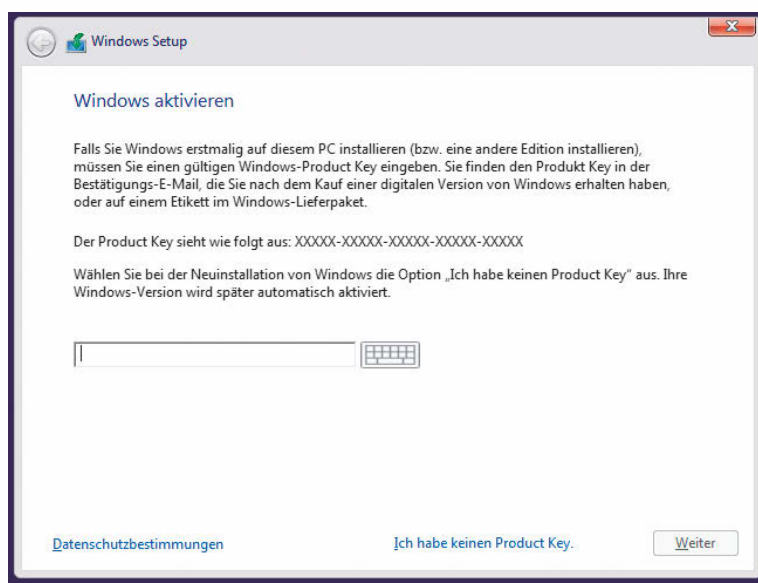 Windows Setup
Windows aktivieren
Falls Sie Windows erstmalig auf diesem PC installieren (bzw. eine andere Edition installieren),
müssen Sie einen gültigen Windows-Product Key eingeben. Sie finden den Produkt Key in der
Bestätigungs-E-Mail, die Sie nach dem Kauf einer digitalen Version von Windows erhalten haben,
oder auf einem Etikett im Windows-Lieferpaket.
Der Product Key sieht wie folgt aus: XXXXX-XXXXX-XXXXX-XXXXX-XXXXX
Wählen Sie bei der Neuinstallation von Windows die Option „Ich habe keinen Product Key“ aus. Ihre
Windows-Version wird später automatisch aktiviert.
Datenschutzbestimmungen
Ich habe keinen Product Key.
Weiter